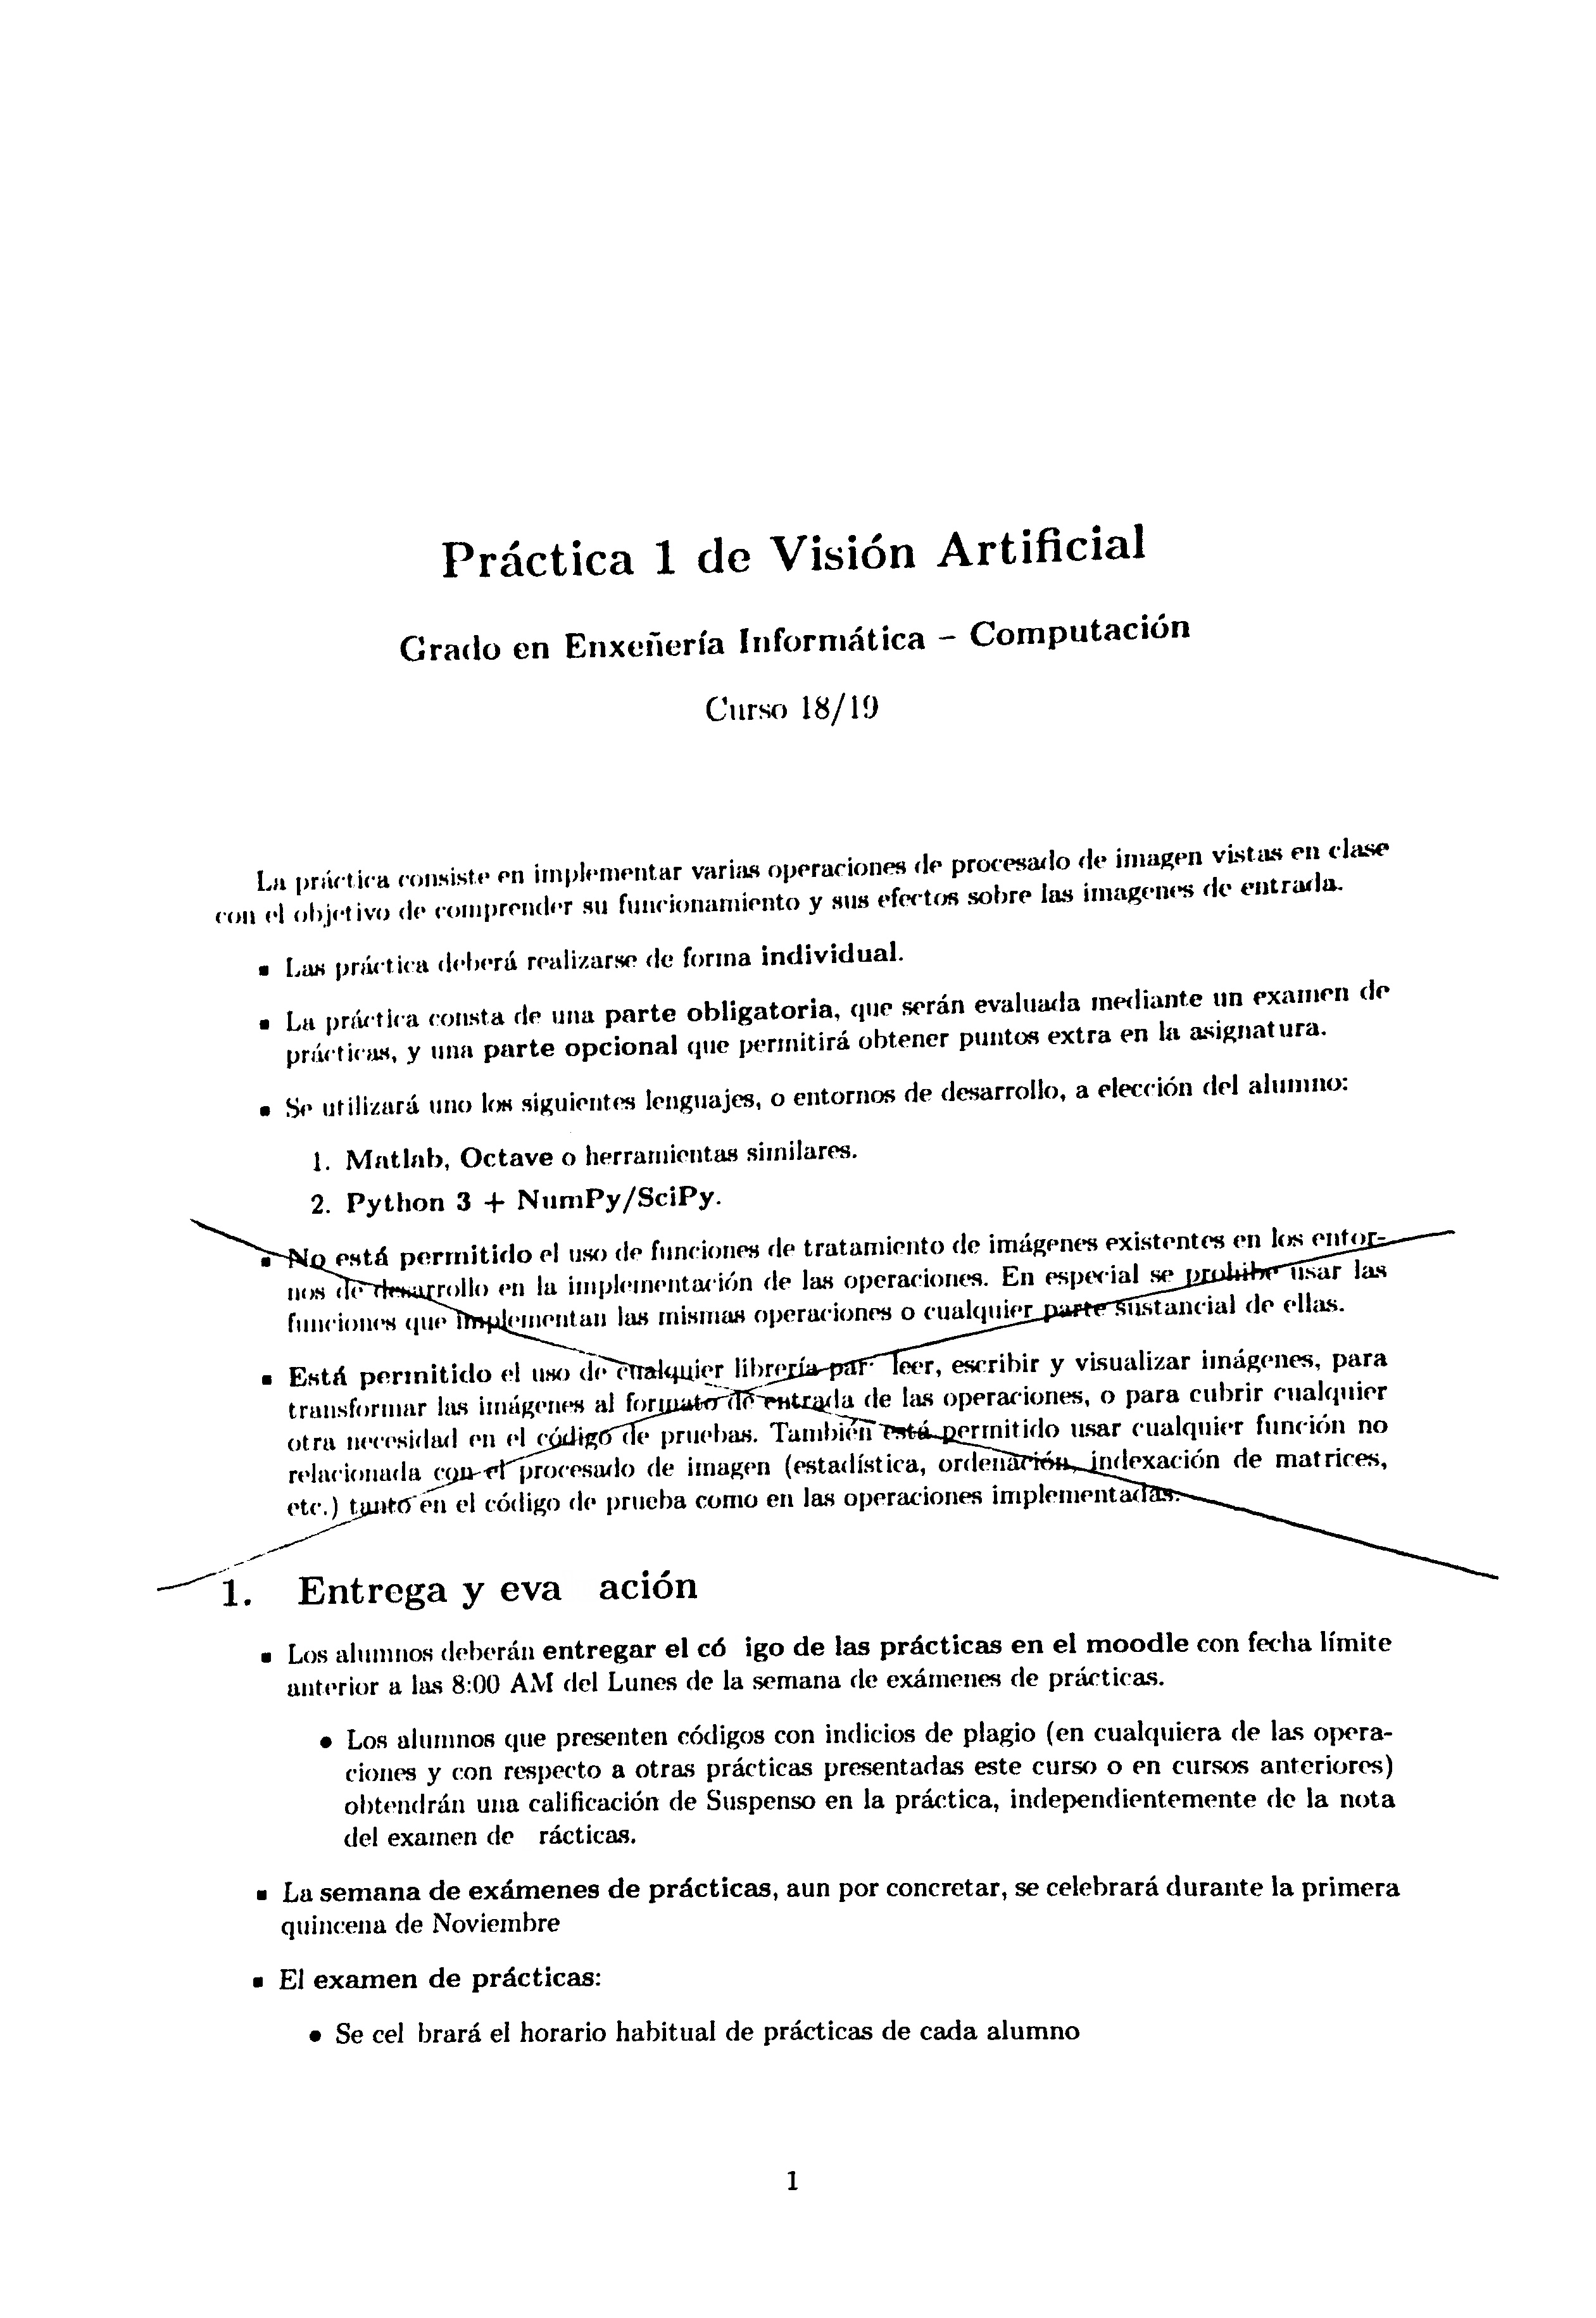 Práctica 1 de Visión Artificial
Grado en Enxeñería Informática – Computación
Curso 18/19
La práctica consiste en implementar varias operaciones de procesado de imagen vistas en clase
con el objetivo de comprender su funcionamiento y sus efectos sobre las imagenes de entrada.
▪ Las práctica deberá realizarse de forma individual.
▪ La práctica consta de una parte obligatoria, que serán evaluada mediante un examen de
prácticas, y una parte opcional que permitirá obtener puntos extra en la asignatura.
▪ Se utilizará uno los siguientes lenguajes, o entornos de desarrollo, a elección del alumno:
1. Matlab, Octave o herramientas similares.
2. Python 3 + NumPy/SciPy.
▪ No está permitido el uso de funciones de tratamiento de imágenes existentes en los entor-
nos de desarrollo en la implementación de las operaciones. En especial se prohibe usar las
funciones que implementan las mismas operaciones o cualquier parte sustancial de ellas.
▪ Está permitido el uso de cualquier librería par leer, escribir y visualizar imágenes, para
transformar las imágenes al formato de entrada de las operaciones, o para cubrir cualquier
otra necesidad en el código de pruebas. También está permitido usar cualquier función no
relacionada con el procesado de imagen (estadística, ordenación, indexación de matrices,
etc.) tanto en el código de prueba como en las operaciones implementadas.
1. Entrega y eva ación
▪ Los alumnos deberán entregar el có igo de las prácticas en el moodle con fecha límite
anterior a las 8:00 AM del Lunes de la semana de exámenes de prácticas.
• Los alumnos que presenten códigos con indicios de plagio (en cualquiera de las opera-
ciones y con respecto a otras prácticas presentadas este curso o en cursos anteriores)
obtendrán una calificación de Suspenso en la práctica, independientemente de la nota
del examen de rácticas.
▪ La semana de exámenes de prácticas, aun por concretar, se celebrará durante la primera
quincena de Noviembre
▪ El examen de prácticas:
• Se cel brará el horario habitual de prácticas de cada alumno
1